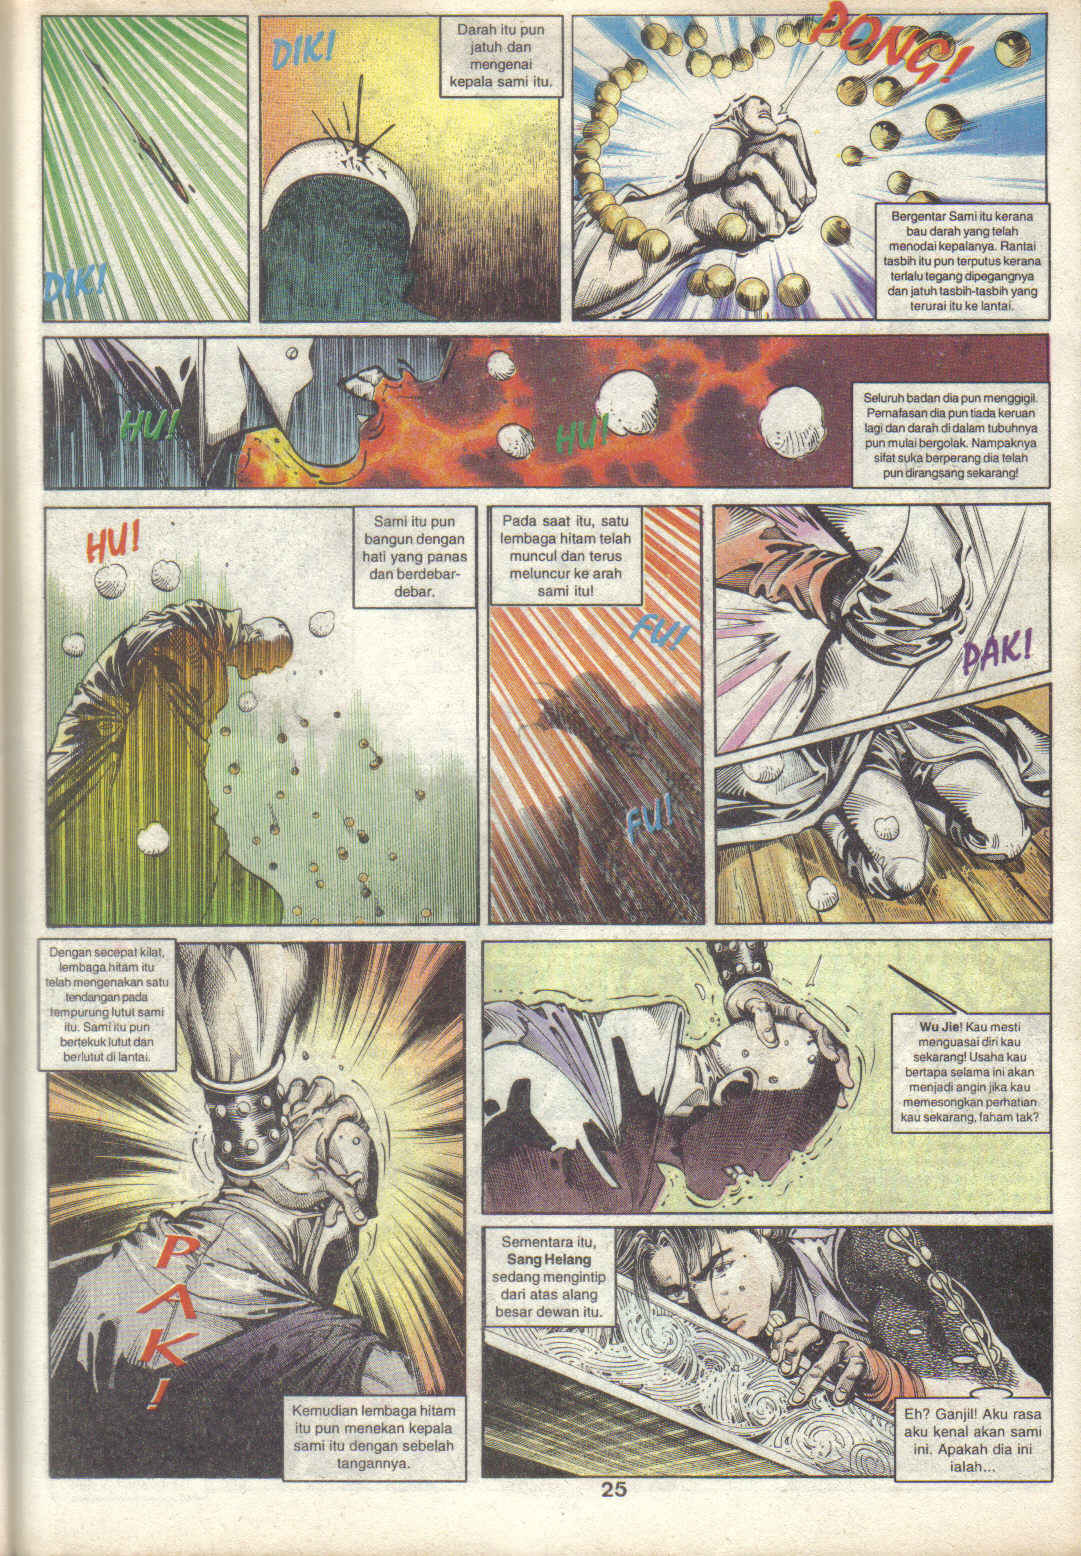 DIK!
DIK!
Darah itu pun
jatuh dan
mengenai
kepala sami itu.
PONG!
Bergentar Sami itu kerana
bau darah yang telah
menodai kepalanya. Rantai
tasbih itu pun terputus kerana
terlalu tegang dipegangnya
dan jatuh tasbih-tasbih yang
terurai itu ke lantai.
HU!
HU!
Seluruh badan dia pun menggigil.
Pernafasan dia pun tiada keruan
lagi dan darah di dalam tubuhnya
pun mulai bergolak. Nampaknya
sifat suka berperang dia telah
pun dirangsang sekarang!
HU!
Sami itu pun
bangun dengan
hati yang panas
dan berdebar-
debar.
Pada saat itu, satu
lembaga hitam telah
muncul dan terus
meluncur ke arah
sami itu!
FU!
FU!
PAK!
Dengan secepat kilat,
lembaga hitam itu
telah mengenakan satu
tendangan pada
tempurung lutut sami
itu. Sami itu pun
bertekuk lutut dan
berlutut di lantai.
PAK!
Kemudian lembaga hitam
itu pun menekan kepala
sami itu dengan sebelah
tangannya.
Wu Jie! Kau mesti
menguasai diri kau
sekarang! Usaha kau
bertapa selama ini akan
menjadi angin jika kau
memesongkan perhatian
kau sekarang, faham tak?
Sementara itu,
Sang Helang
sedang mengintip
dari atas alang
besar dewan itu.
Eh? Ganjil! Aku rasa
aku kenal akan sami
ini. Apakah dia ini
ialah...
25